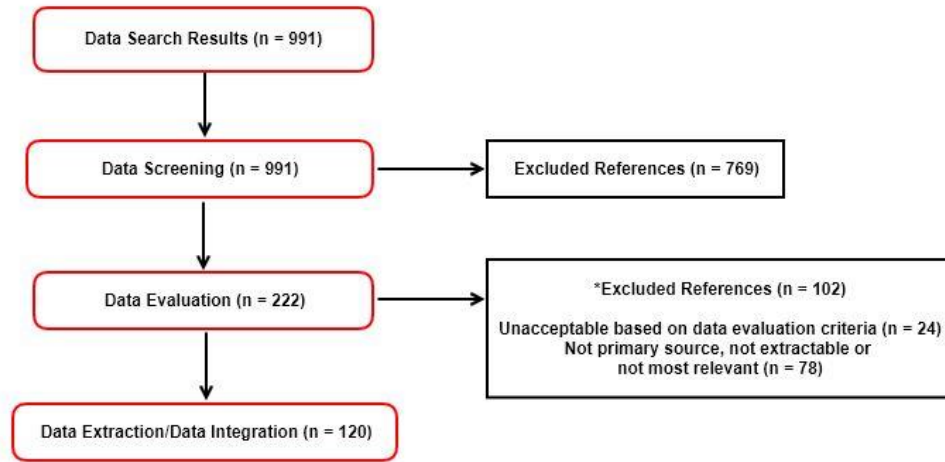 Data Search Results (n = 991)
Data Screening (n = 991)
Excluded References (n = 769)
Data Evaluation (n = 222)
*Excluded References (n = 102)
Unacceptable based on data evaluation criteria (n = 24)
Not primary source, not extractable or
not most relevant (n = 78)
Data Extraction/Data Integration (n = 120)